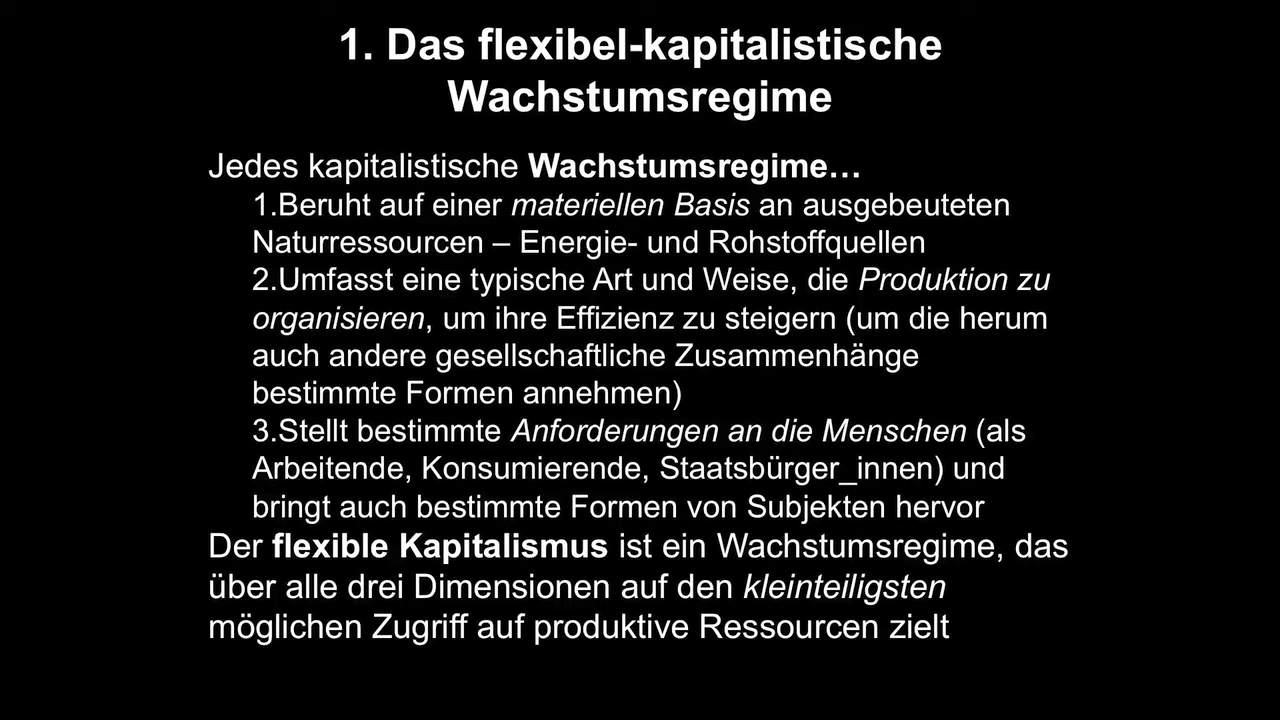 1. Das flexibel-kapitalistische
Wachstumsregime
Jedes kapitalistische Wachstumsregime…
1.Beruht auf einer materiellen Basis an ausgebeuteten
Naturressourcen – Energie- und Rohstoffquellen
2.Umfasst eine typische Art und Weise, die Produktion zu
organisieren, um ihre Effizienz zu steigern (um die herum
auch andere gesellschaftliche Zusammenhänge
bestimmte Formen annehmen)
3.Stellt bestimmte Anforderungen an die Menschen (als
Arbeitende, Konsumierende, Staatsbürger_innen) und
bringt auch bestimmte Formen von Subjekten hervor
Der flexible Kapitalismus ist ein Wachstumsregime, das
über alle drei Dimensionen auf den kleinteiligsten
möglichen Zugriff auf produktive Ressourcen zielt